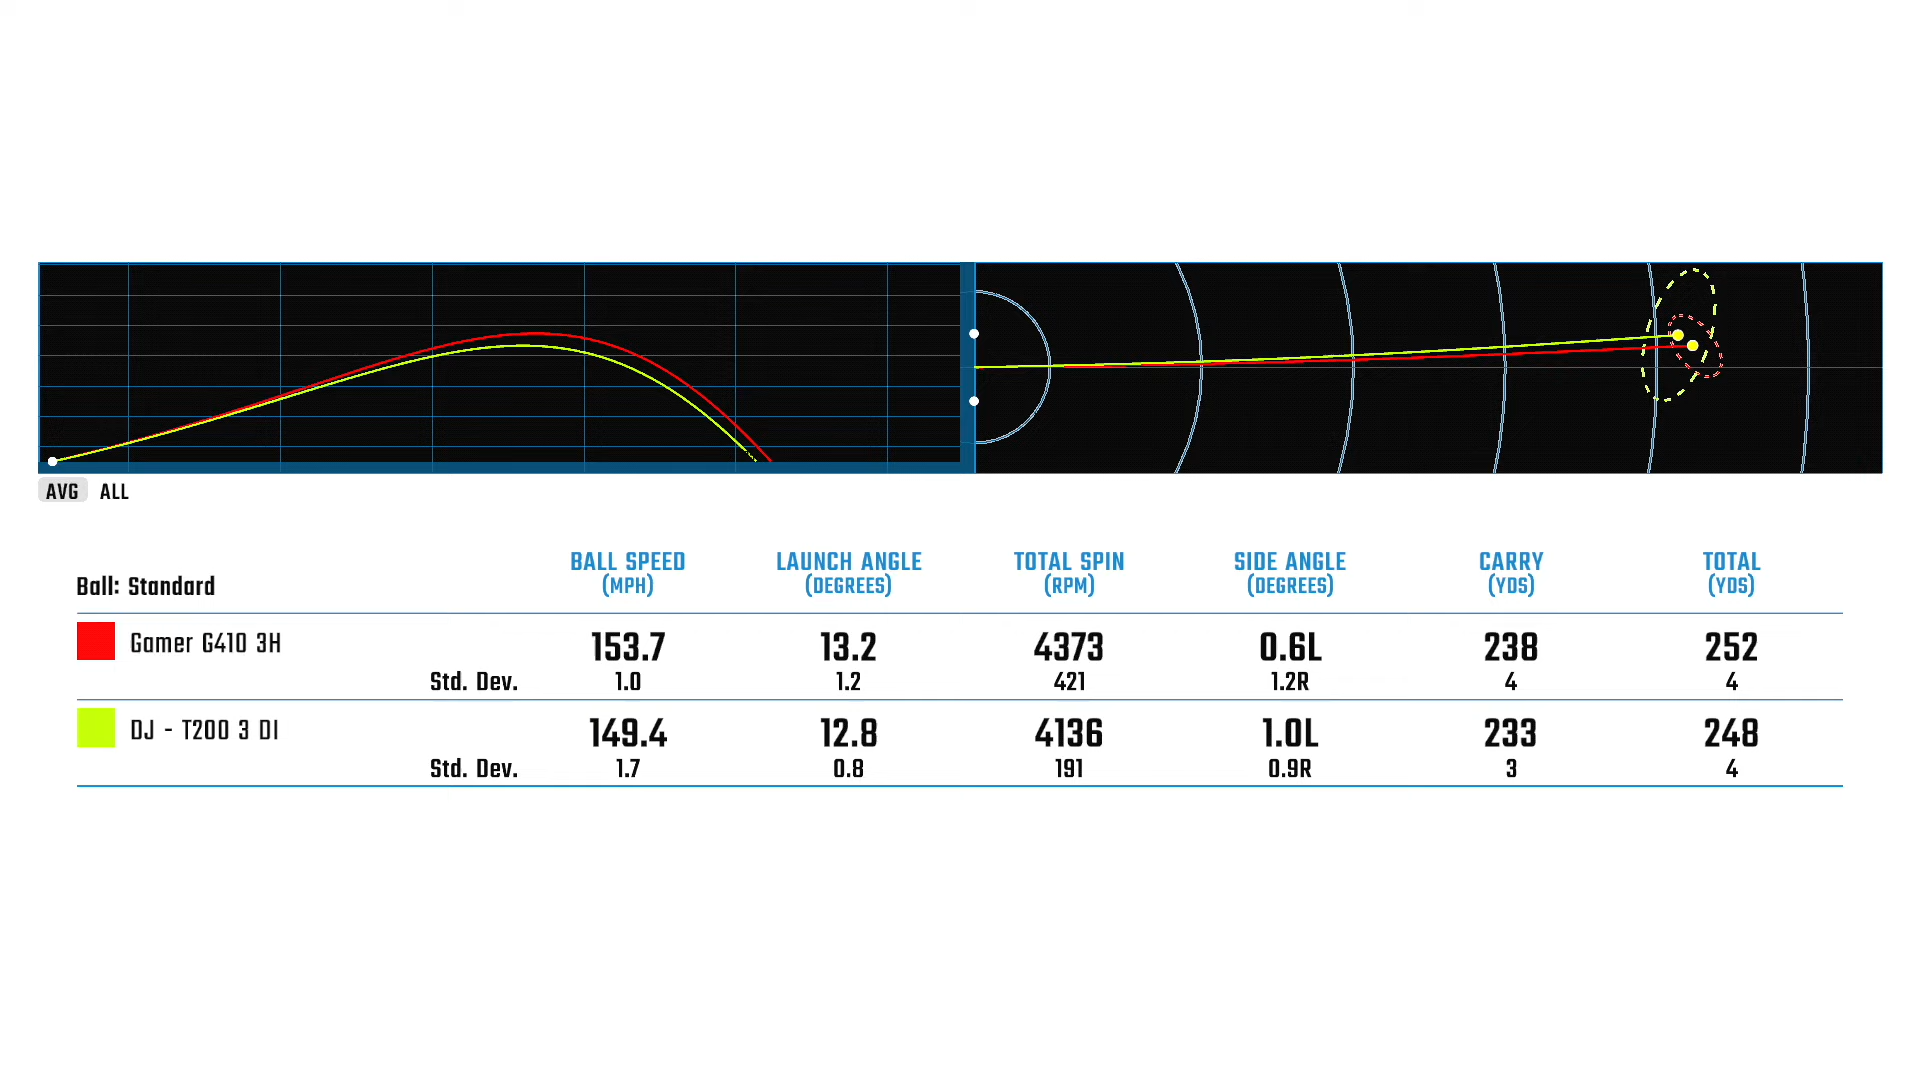 AVG ALL
BALL SPEED LAUNCH ANGLE TOTAL SPIN SIDE ANGLE CARRY TOTAL
Ball: Standard (MPH) (DEGREES) (RPM) (DEGREES) (YDS) (YDS)
Gamer G410 3H 153.7 13.2 4373 0.6L 238 252
Std. Dev. 1.0 1.2 421 1.2R 4 4
DJ - T200 3 DI 149.4 12.8 4136 1.0L 233 248
Std. Dev. 1.7 0.8 191 0.9R 3 4